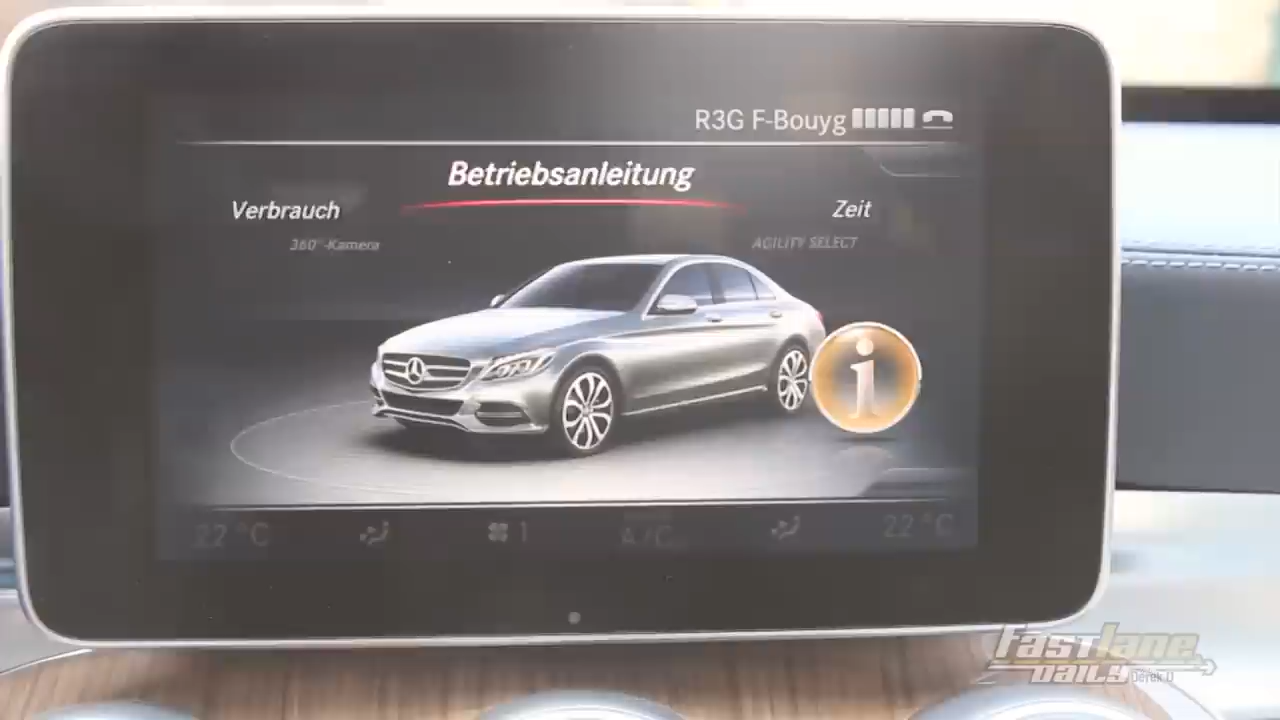 R3G F-Bouyg
Betriebsanleitung
Verbrauch
Zeit
360°-Kamera
AGILITY SELECT
i
22 °C
1
A/C
22 °C
fastlane
DAILY
Derek D